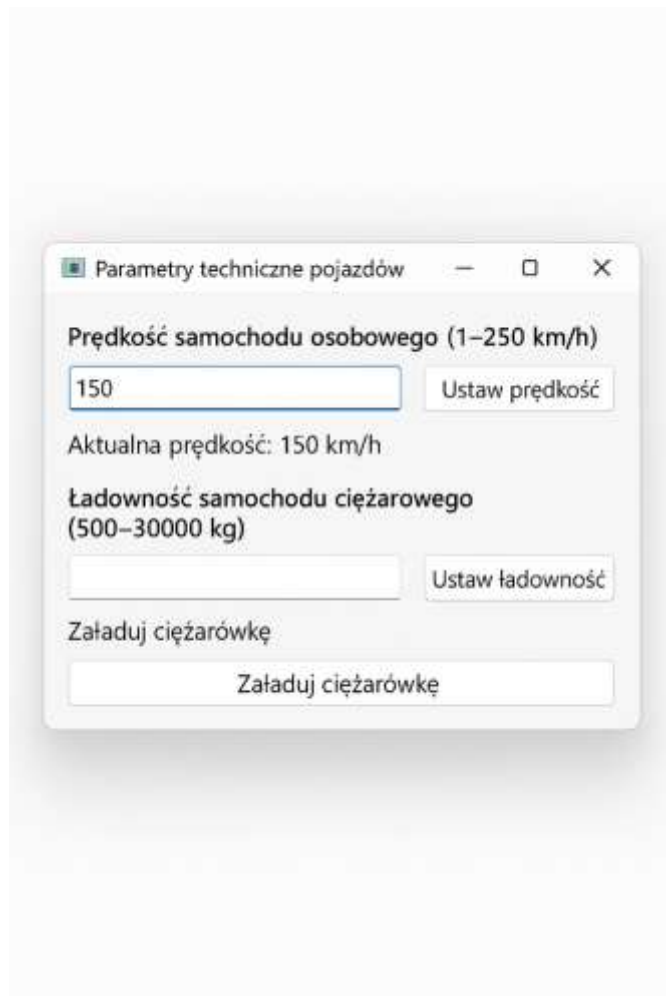 Parametry techniczne pojazdów
Prędkość samochodu osobowego (1–250 km/h)
150
Ustaw prędkość
Aktualna prędkość: 150 km/h
Ładowność samochodu ciężarowego
(500–30000 kg)
Ustaw ładowność
Załaduj ciężarówkę
Załaduj ciężarówkę